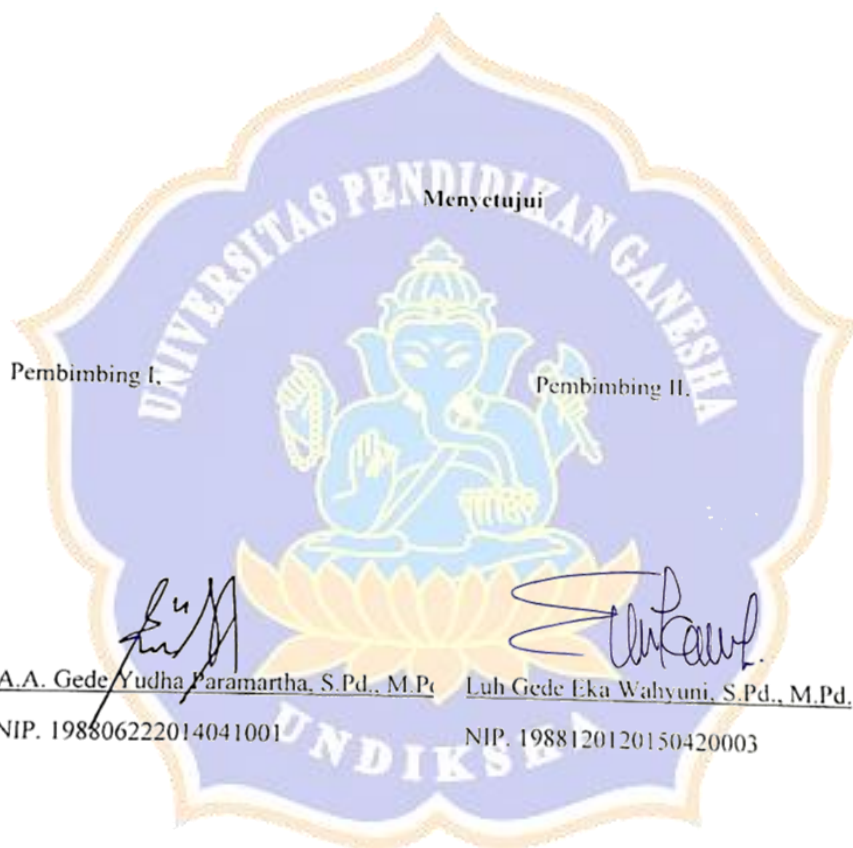 UNIVERSITAS PENDIDIKAN GANESHA
Menyetujui
Pembimbing I,
Pembimbing II,
A.A. Gede Yudha Paramartha, S.Pd., M.Pd
Luh Gede Eka Wahyuni, S.Pd., M.Pd.
NIP. 198806222014041001
NIP. 1988120120150420003
UNDIKSHA